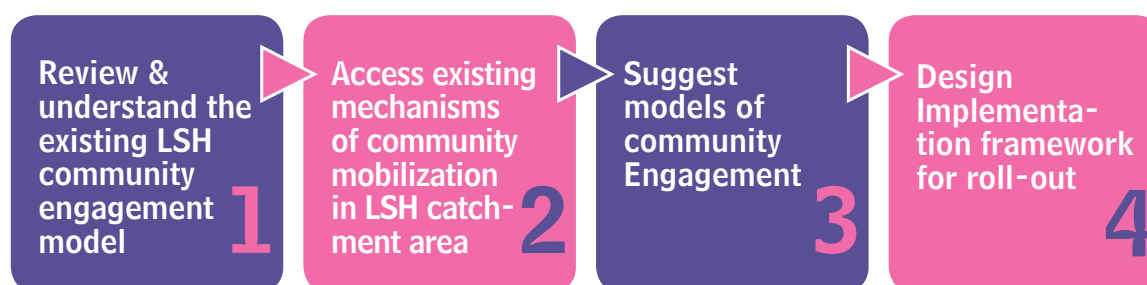 Review &
understand the
existing LSH
community
engagement
model
1
Access existing
mechanisms
of community
mobilization
in LSH catch-
ment area
2
Suggest
models of
community
Engagement
3
Design
Implementa-
tion framework
for roll-out
4